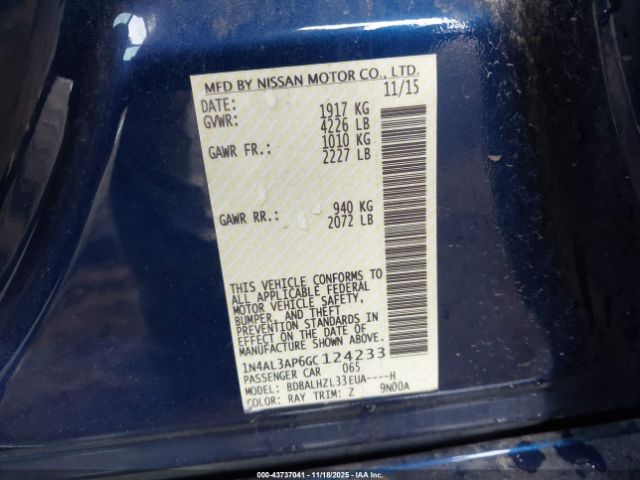 MFD BY NISSAN MOTOR CO., LTD.
DATE: 11/15
GVWR: 1917 KG
4226 LB
GAWR FR.: 1010 KG
2227 LB
GAWR RR.: 940 KG
2072 LB
THIS VEHICLE CONFORMS TO
ALL APPLICABLE FEDERAL
MOTOR VEHICLE SAFETY,
BUMPER, AND THEFT
PREVENTION STANDARDS IN
EFFECT ON THE DATE OF
MANUFACTURE SHOWN ABOVE.
1N4AL3AP6GC124233
PASSENGER CAR 065
MODEL: BDBALHZL33EUA----H
COLOR: RAY TRIM: Z 9N00A
000-43737041 | 11/18/2025 - IAA Inc.